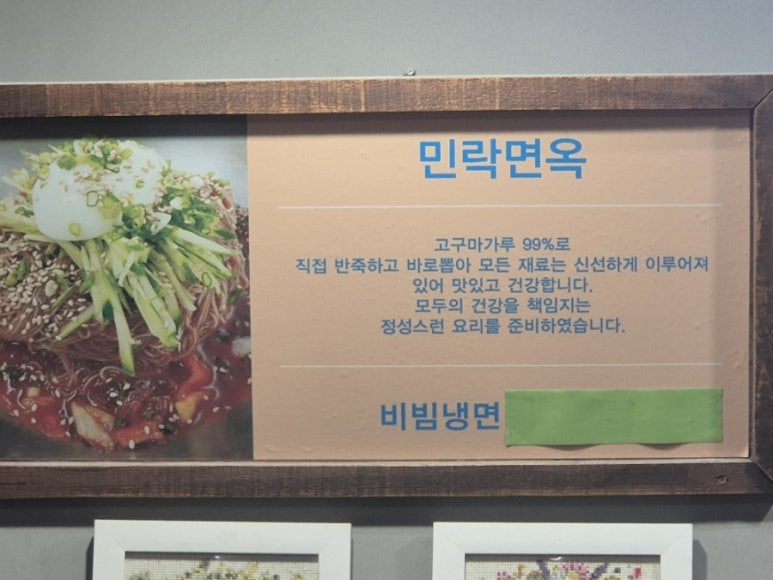 민락면옥
고구마가루 99%로
직접 반죽하고 바로뽑아 모든 재료는 신선하게 이루어져
있어 맛있고 건강합니다.
모두의 건강을 책임지는
정성스런 요리를 준비하였습니다.
비빔냉면